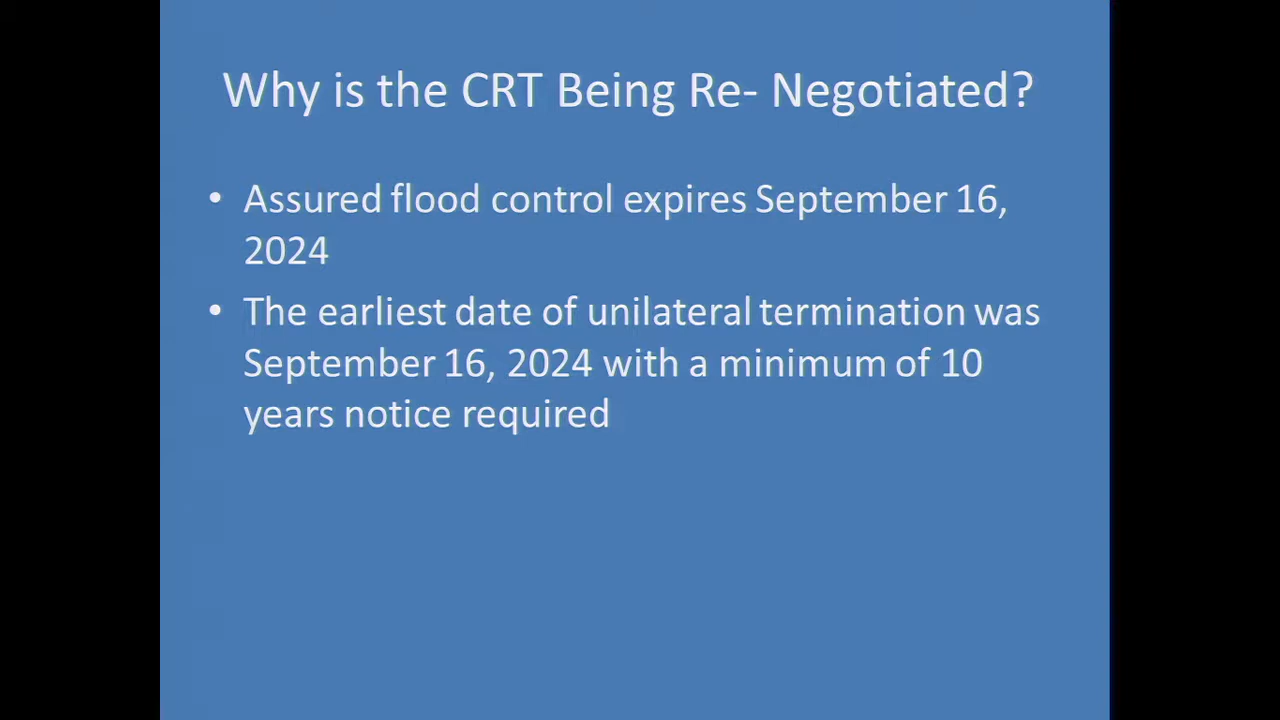 Why is the CRT Being Re- Negotiated?
• Assured flood control expires September 16,
2024
• The earliest date of unilateral termination was
September 16, 2024 with a minimum of 10
years notice required